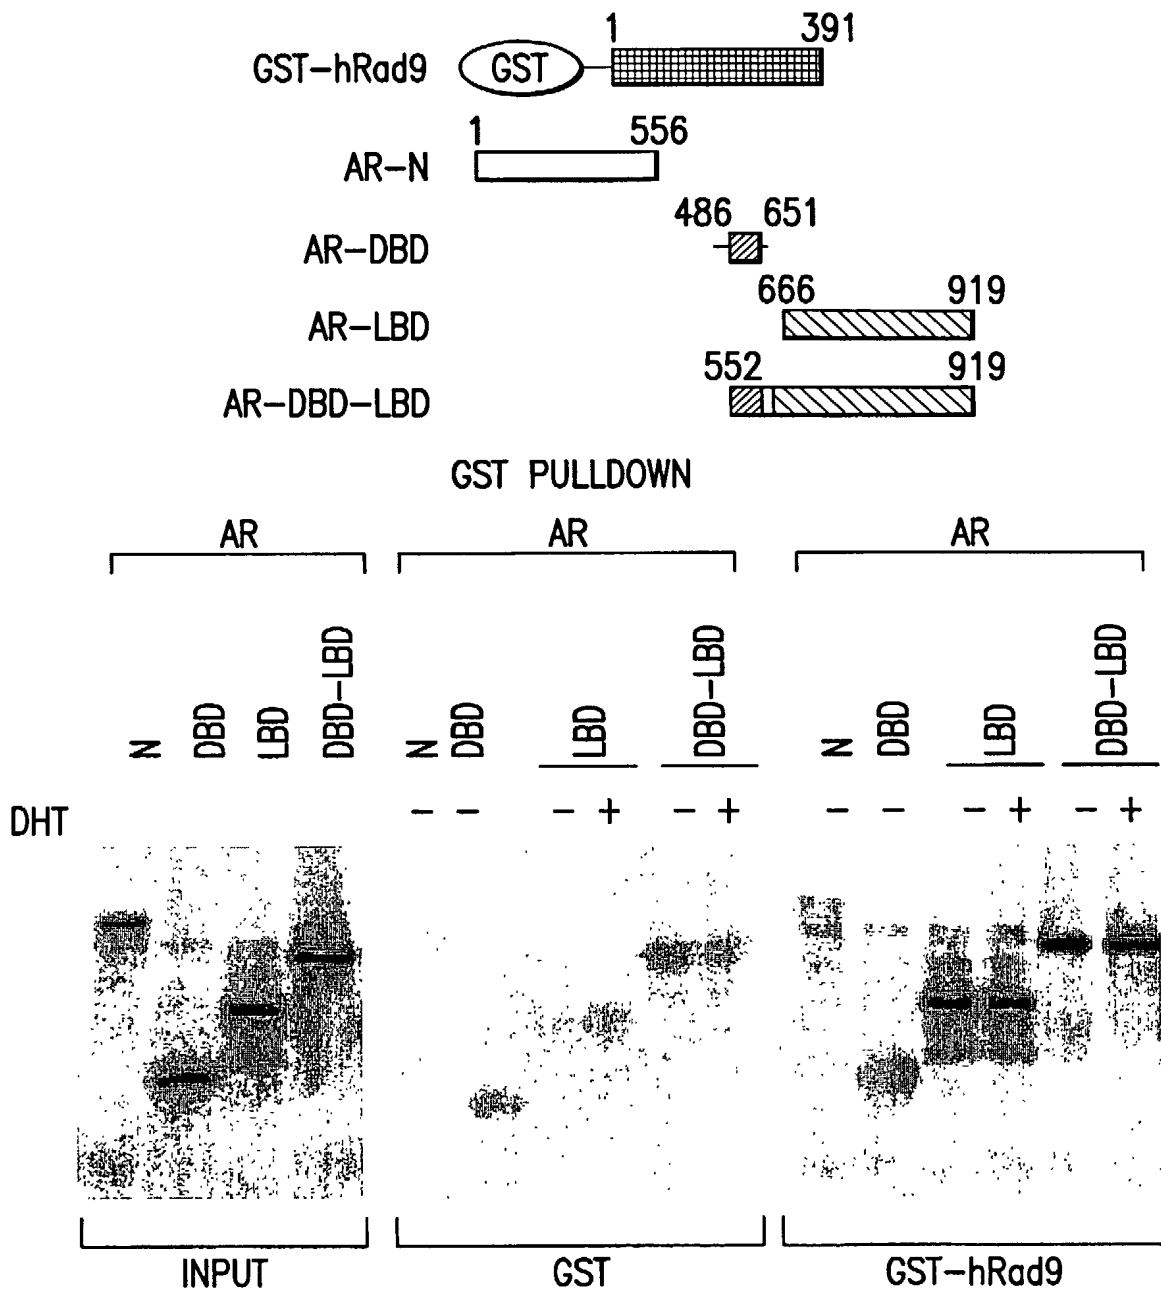 1 391
GST-hRad9 GST
1 556
AR-N
486 651
AR-DBD
666 919
AR-LBD
552 919
AR-DBD-LBD
GST PULLDOWN
AR AR AR
N DBD LBD DBD-LBD N DBD LBD DBD-LBD N DBD LBD DBD-LBD
DHT - - - + - + - - - + - +
INPUT GST GST-hRad9